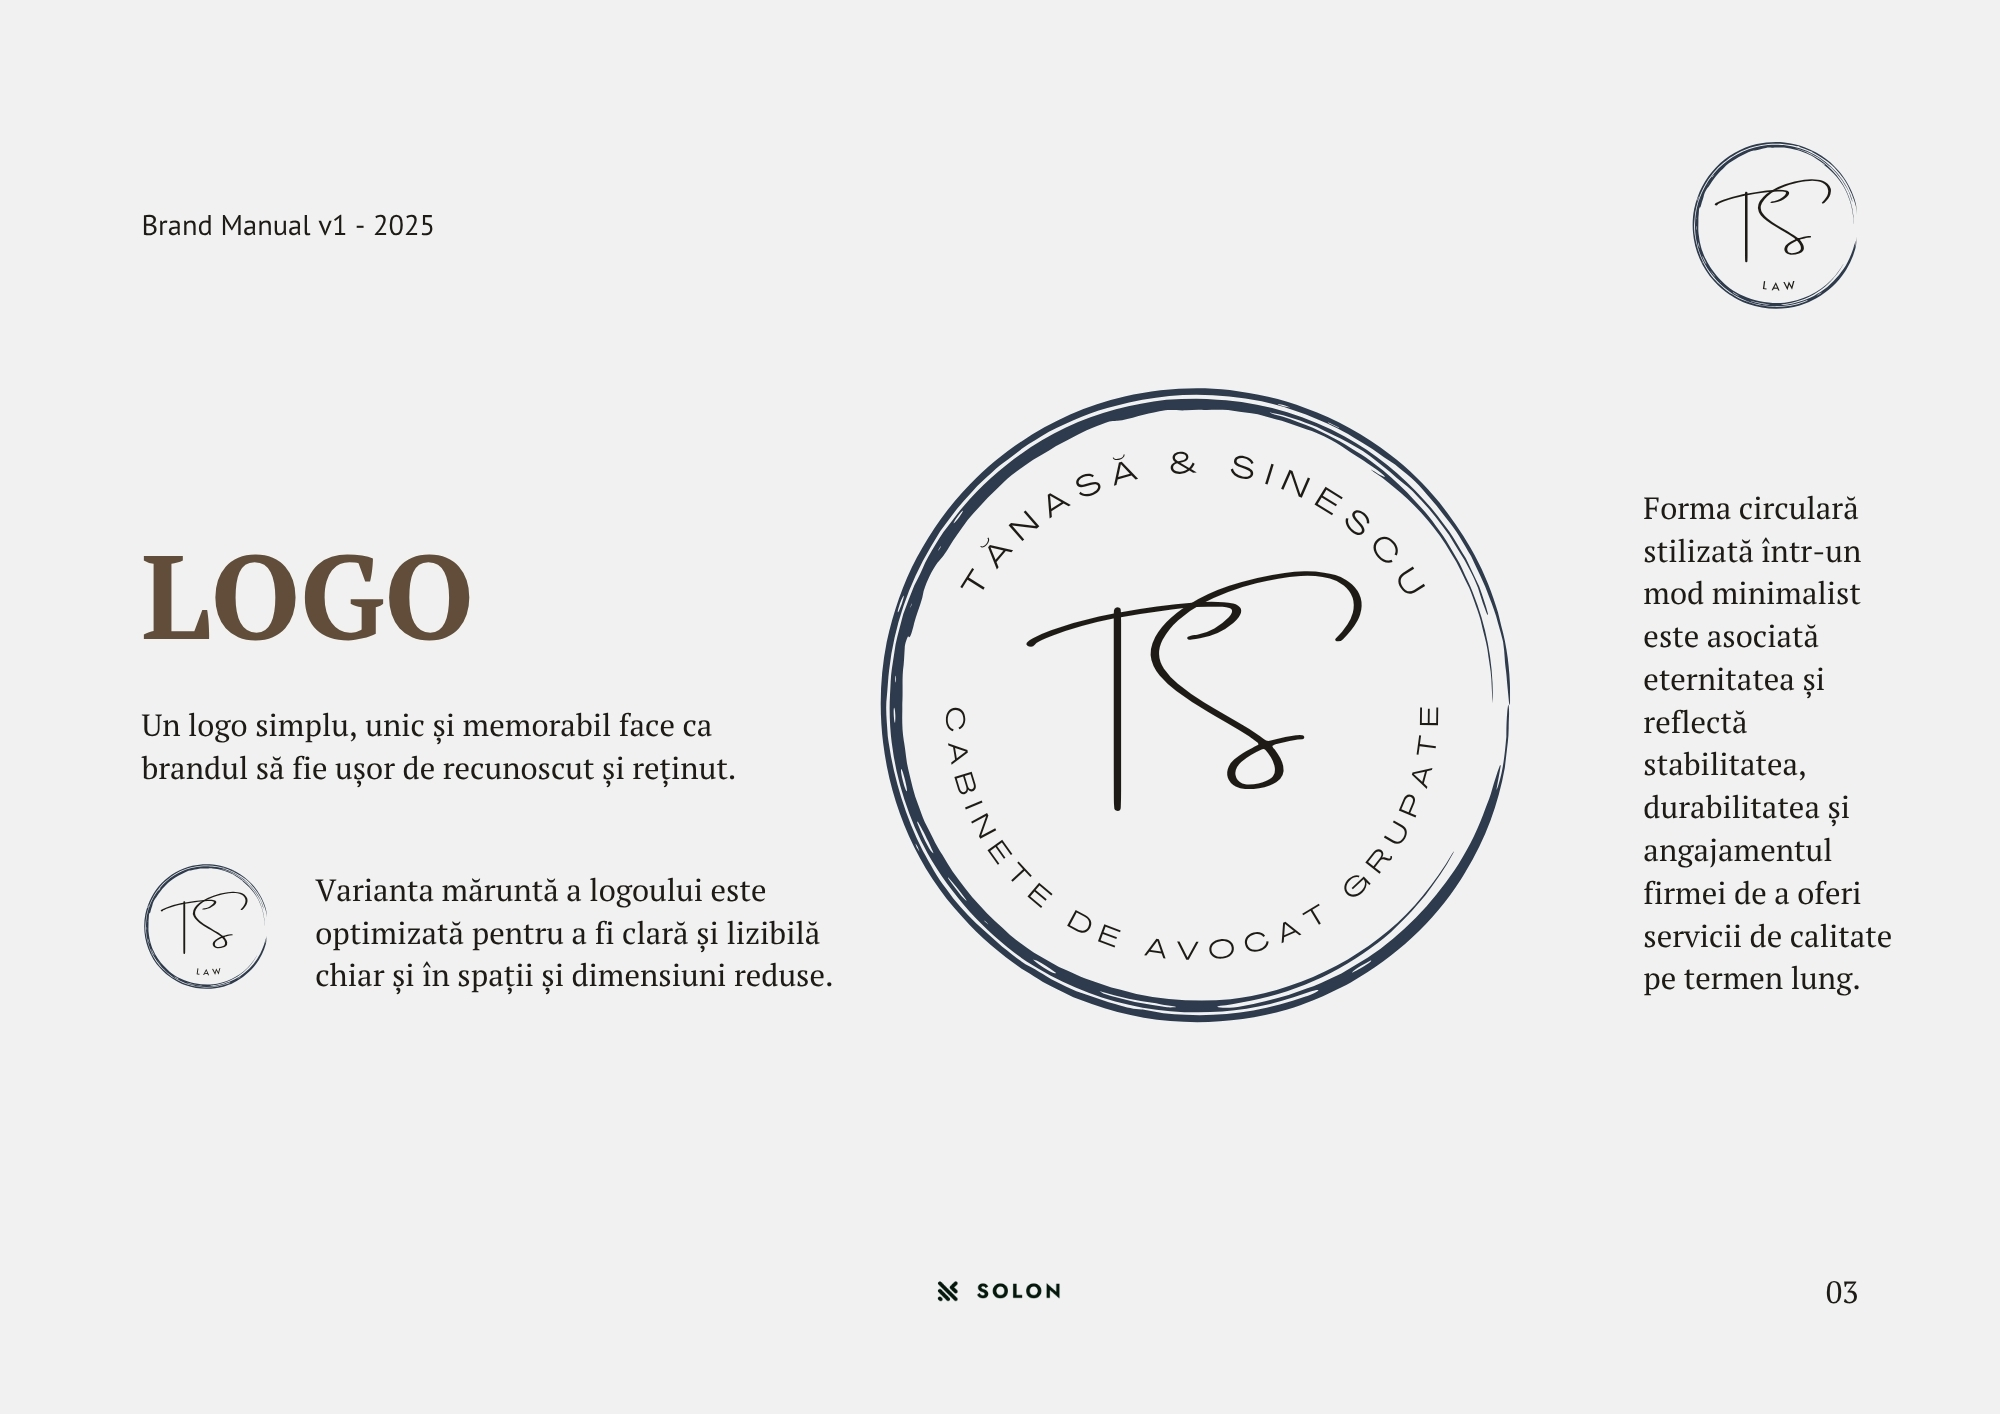 Brand Manual v1 - 2025
TS
LAW
LOGO
Un logo simplu, unic și memorabil face ca
brandul să fie ușor de recunoscut și reținut.
TS
LAW
Varianta măruntă a logoului este
optimizată pentru a fi clară și lizibilă
chiar și în spații și dimensiuni reduse.
TĂNASĂ & SINESCU
TS
CABINETE DE AVOCAT GRUPATE
Forma circulară
stilizată într-un
mod minimalist
este asociată
eternitatea și
reflectă
stabilitatea,
durabilitatea și
angajamentul
firmei de a oferi
servicii de calitate
pe termen lung.
SOLON
03